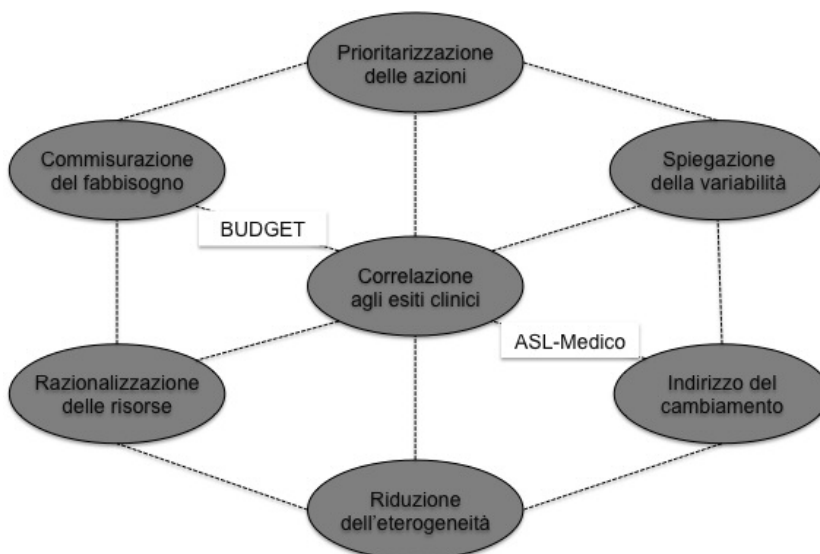 Prioritarizzazione
delle azioni
Commisurazione
del fabbisogno
Spiegazione
della variabilità
BUDGET
Correlazione
agli esiti clinici
ASL-Medico
Razionalizzazione
delle risorse
Indirizzo del
cambiamento
Riduzione
dell'eterogeneità